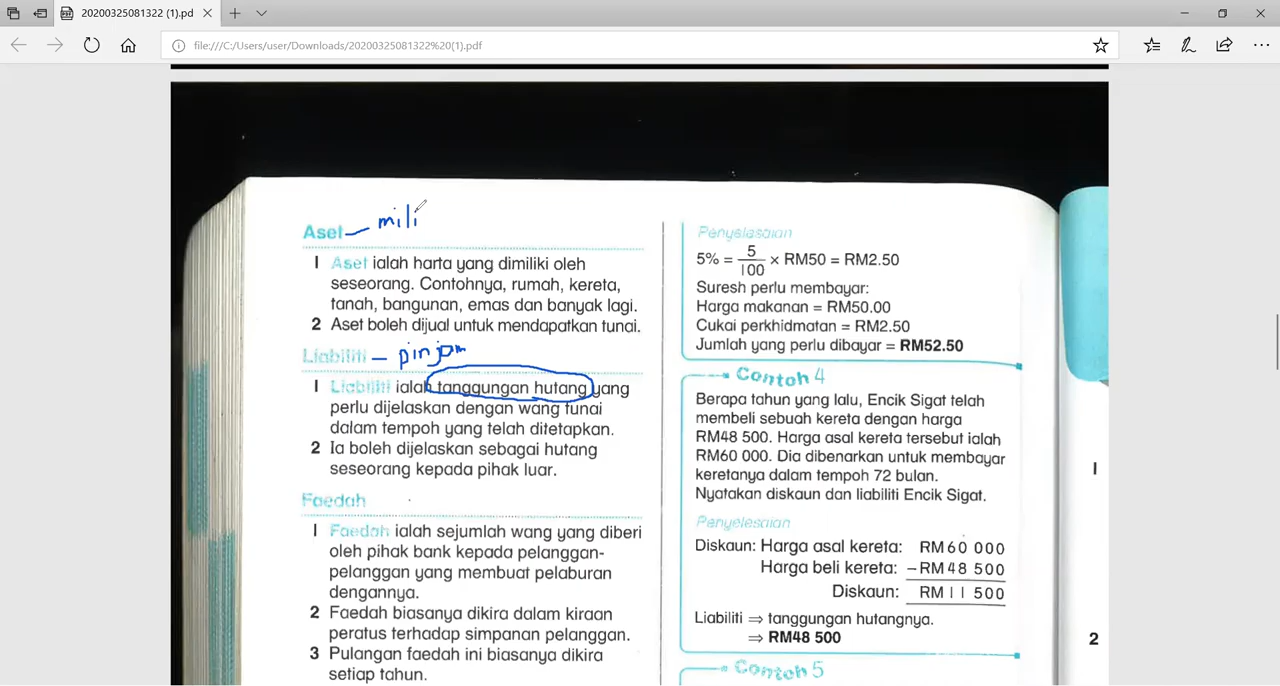 20200325081322 (1).pd
file:///C:/Users/user/Downloads/20200325081322%20(1).pdf
Aset — mili
1 Aset ialah harta yang dimiliki oleh
seseorang. Contohnya, rumah, kereta,
tanah, bangunan, emas dan banyak lagi.
2 Aset boleh dijual untuk mendapatkan tunai.
Liabiliti — pinjam
1 Liabiliti ialah tanggungan hutang yang
perlu dijelaskan dengan wang tunai
dalam tempoh yang telah ditetapkan.
2 Ia boleh dijelaskan sebagai hutang
seseorang kepada pihak luar.
Faedah
1 Faedah ialah sejumlah wang yang diberi
oleh pihak bank kepada pelanggan-
pelanggan yang membuat pelaburan
dengannya.
2 Faedah biasanya dikira dalam kiraan
peratus terhadap simpanan pelanggan.
3 Pulangan faedah ini biasanya dikira
setiap tahun.
Penyelesaian
5% = 5/100 × RM50 = RM2.50
Suresh perlu membayar:
Harga makanan = RM50.00
Cukai perkhidmatan = RM2.50
Jumlah yang perlu dibayar = RM52.50
Contoh 4
Berapa tahun yang lalu, Encik Sigat telah
membeli sebuah kereta dengan harga
RM48 500. Harga asal kereta tersebut ialah
RM60 000. Dia dibenarkan untuk membayar
keretanya dalam tempoh 72 bulan.
Nyatakan diskaun dan liabiliti Encik Sigat.
Penyelesaian
Diskaun: Harga asal kereta: RM60 000
Harga beli kereta: –RM48 500
Diskaun: RM11 500
Liabiliti ⇒ tanggungan hutangnya.
⇒ RM48 500
Contoh 5
1
2